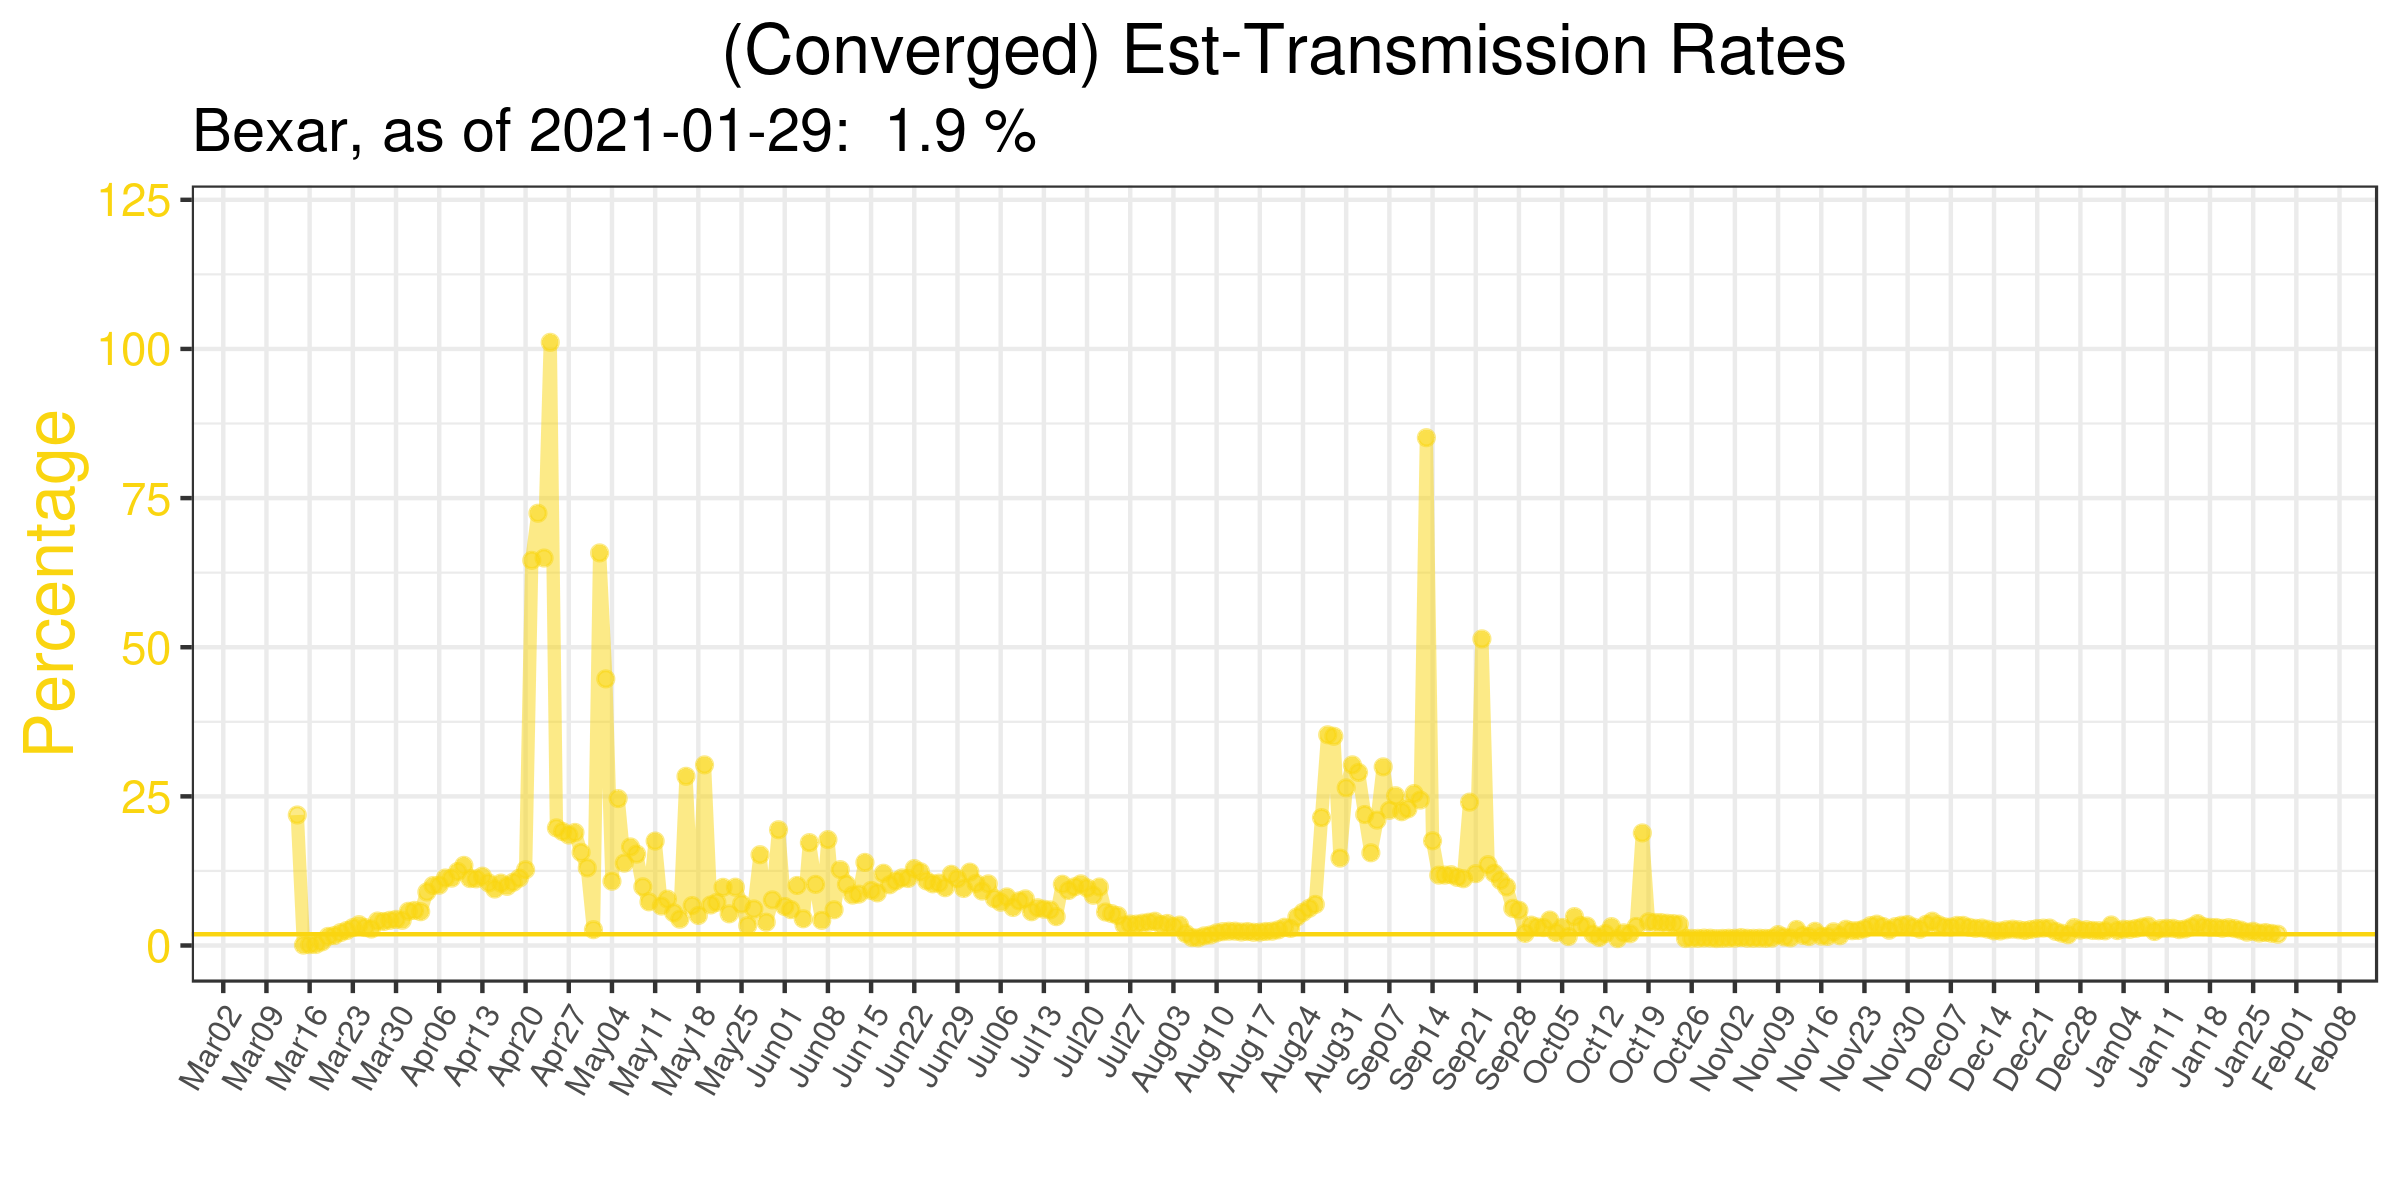 (Converged) Est-Transmission Rates
Bexar, as of 2021-01-29:  1.9 %
Percentage
125
100
75
50
25
0
Mar02
Mar09
Mar16
Mar23
Mar30
Apr06
Apr13
Apr20
Apr27
May04
May11
May18
May25
Jun01
Jun08
Jun15
Jun22
Jun29
Jul06
Jul13
Jul20
Jul27
Aug03
Aug10
Aug17
Aug24
Aug31
Sep07
Sep14
Sep21
Sep28
Oct05
Oct12
Oct19
Oct26
Nov02
Nov09
Nov16
Nov23
Nov30
Dec07
Dec14
Dec21
Dec28
Jan04
Jan11
Jan18
Jan25
Feb01
Feb08